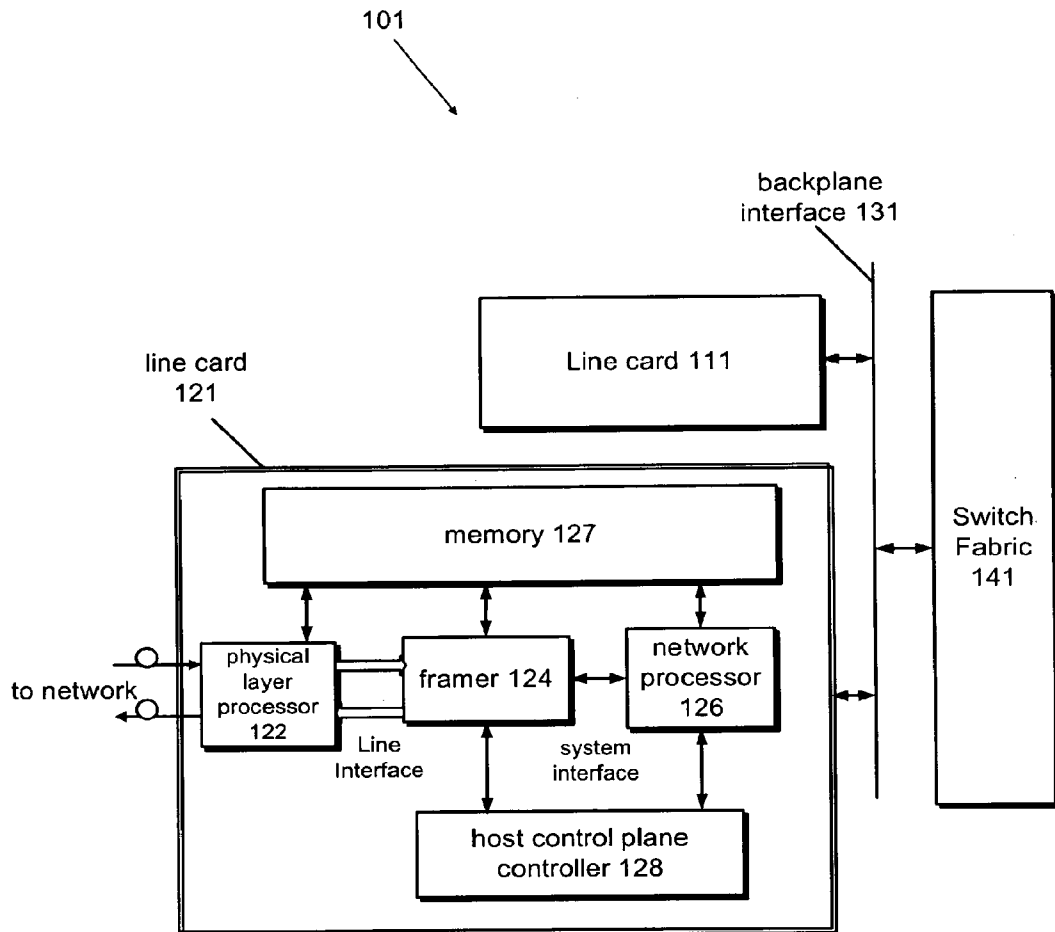 101
backplane
interface 131
Line card 111
line card
121
Switch
Fabric
141
memory 127
physical
layer
processor
122
framer 124
network
processor
126
to network
Line
Interface
system
interface
host control plane
controller 128